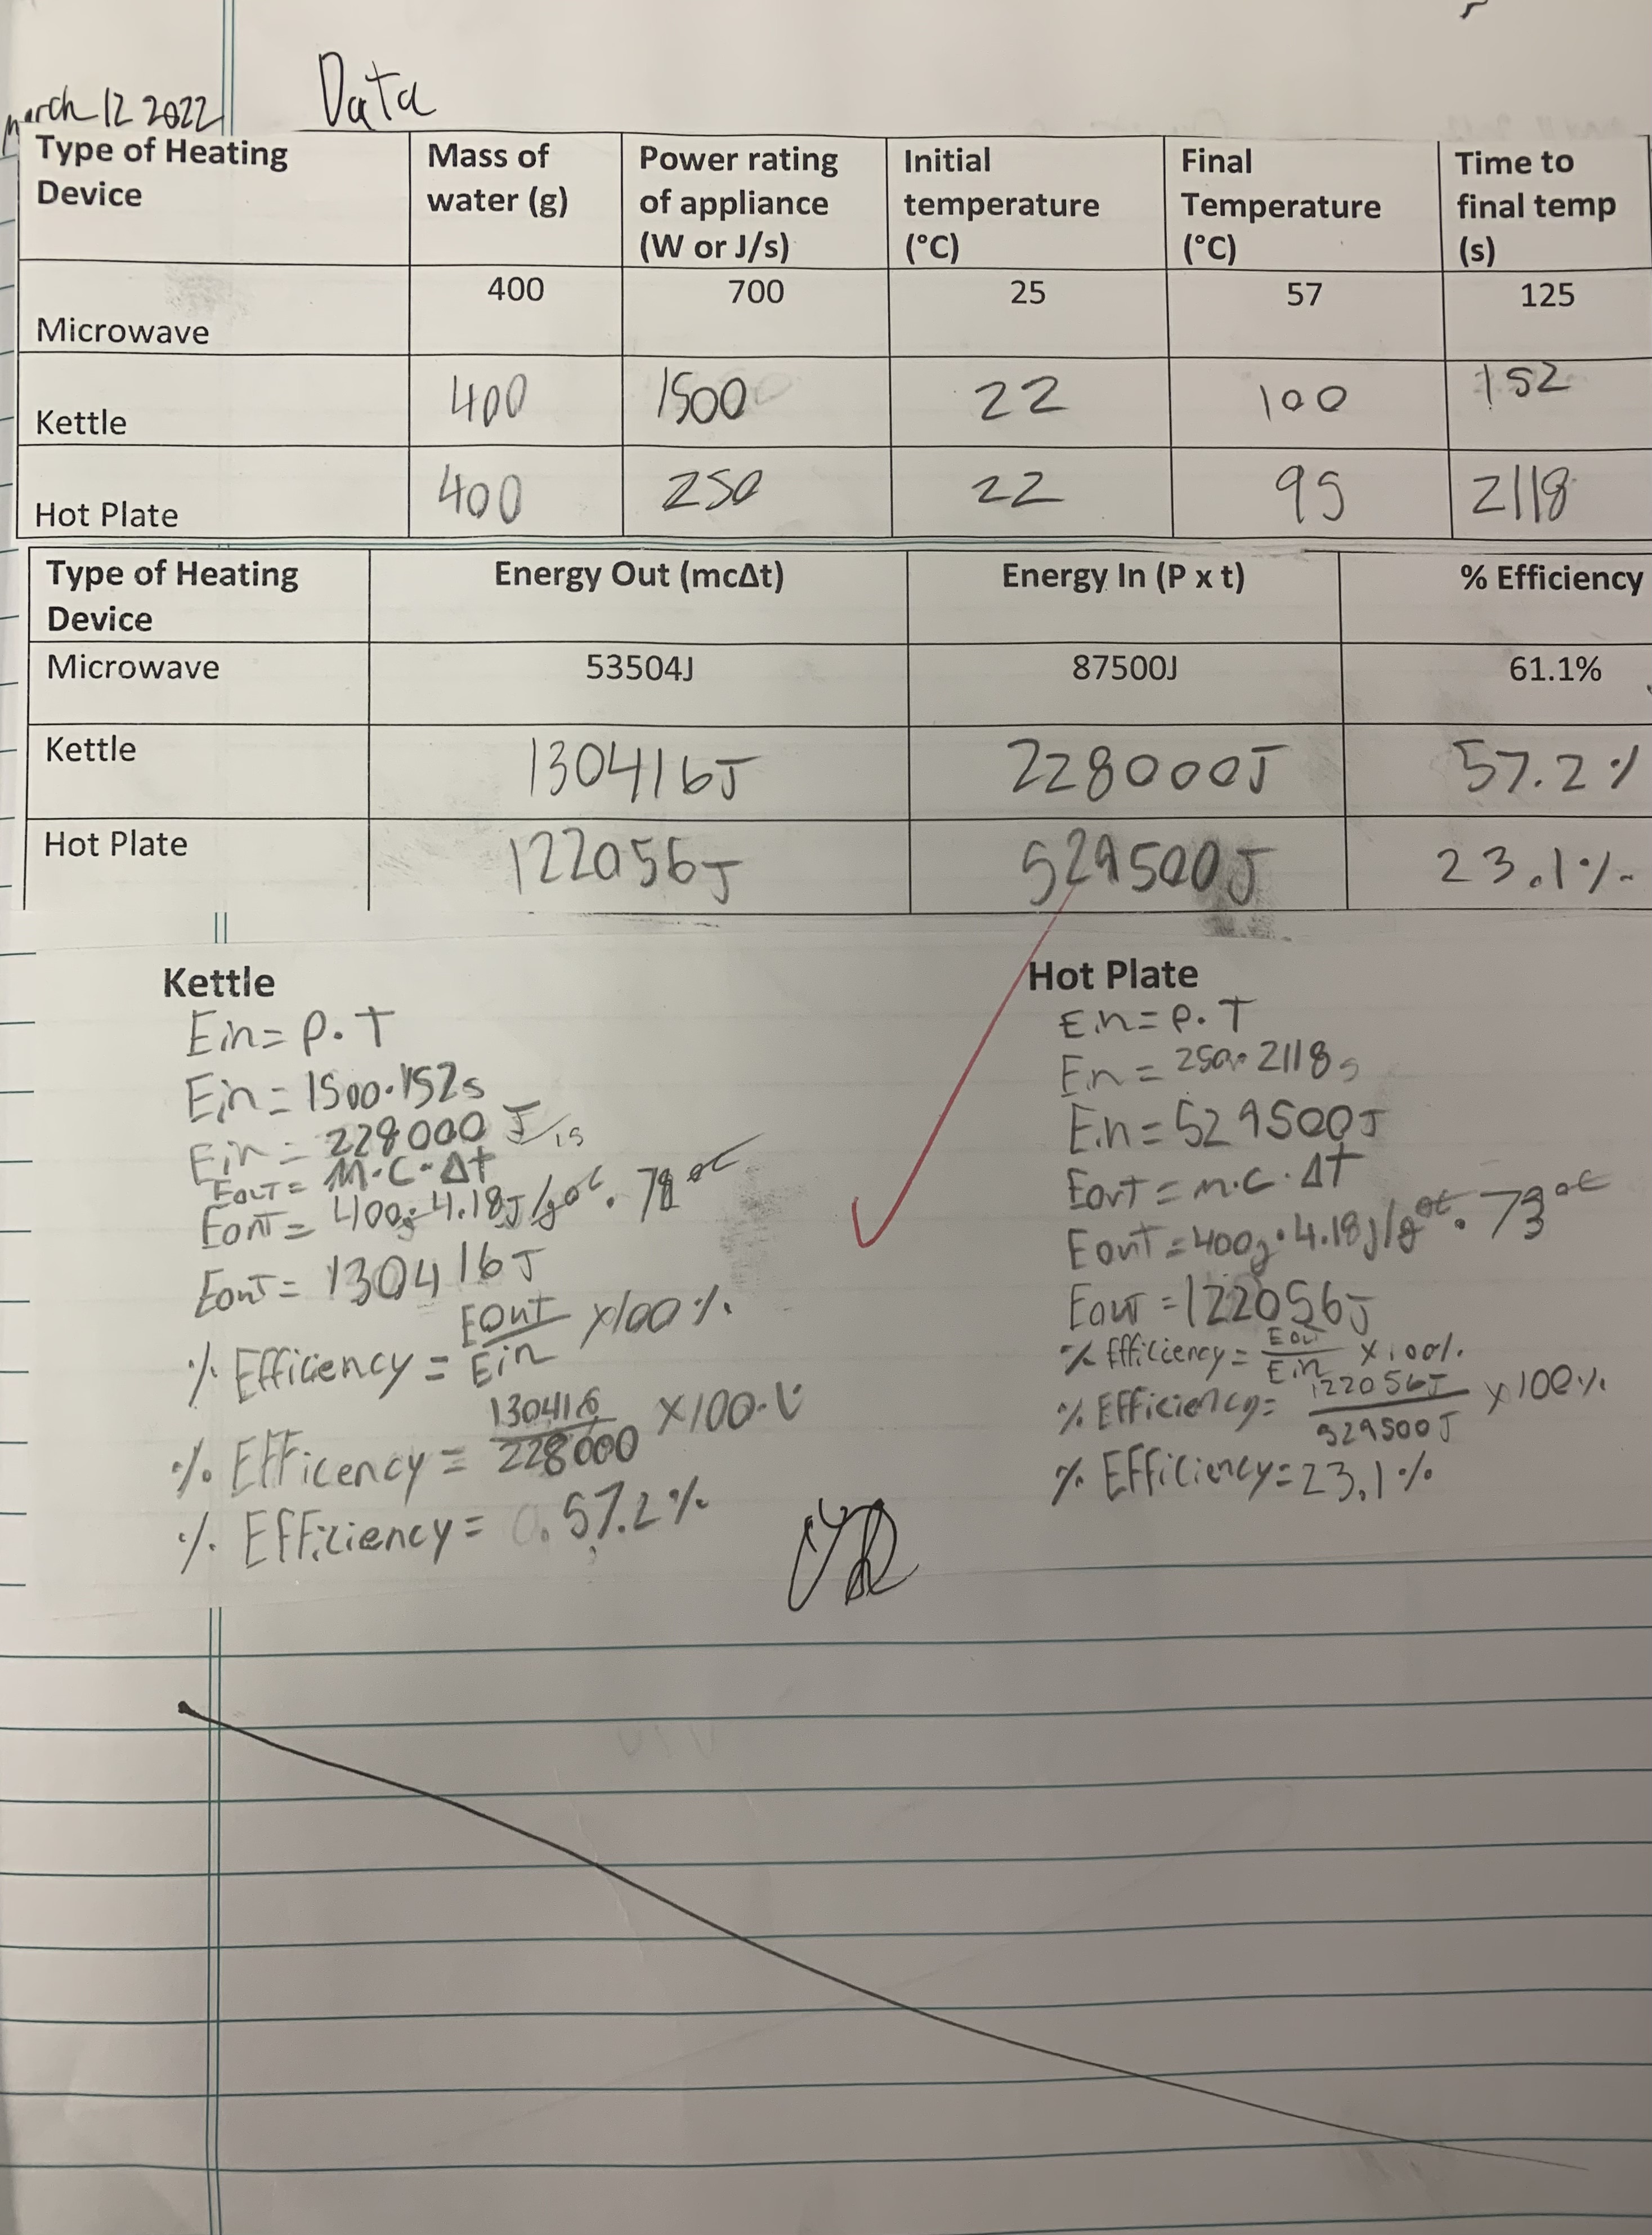 March 12 2022 Data
Type of Heating Device Mass of water (g) Power rating of appliance (W or J/s) Initial temperature (°C) Final Temperature (°C) Time to final temp (s)
Microwave 400 700 25 57 125
Kettle 400 1500 22 100 152
Hot Plate 400 250 22 95 2118
Type of Heating Device Energy Out (mcΔt) Energy In (P x t) % Efficiency
Microwave 53504J 87500J 61.1%
Kettle 130416J 228000J 57.2%
Hot Plate 122056J 529500J 23.1%
Kettle
Ein = P.T
Ein = 1500.152s
Ein = 228000 J/1s
Eout = m.c.Δt
Eout = 400g.4.18J/g°C.78°C
Eout = 130416J
% Efficiency = Eout/Ein x100%
% Efficency = 130416/228000 x100%
% Efficiency = 57.2%
Hot Plate
Ein = P.T
Ein = 250.2118s
Ein = 529500J
Eout = m.c.Δt
Eout = 400g.4.18J/g°C.73°C
Eout = 122056J
% Efficiency = Eout/Ein x100%
% Efficiency = 122056J/529500J x100%
% Efficiency = 23.1%